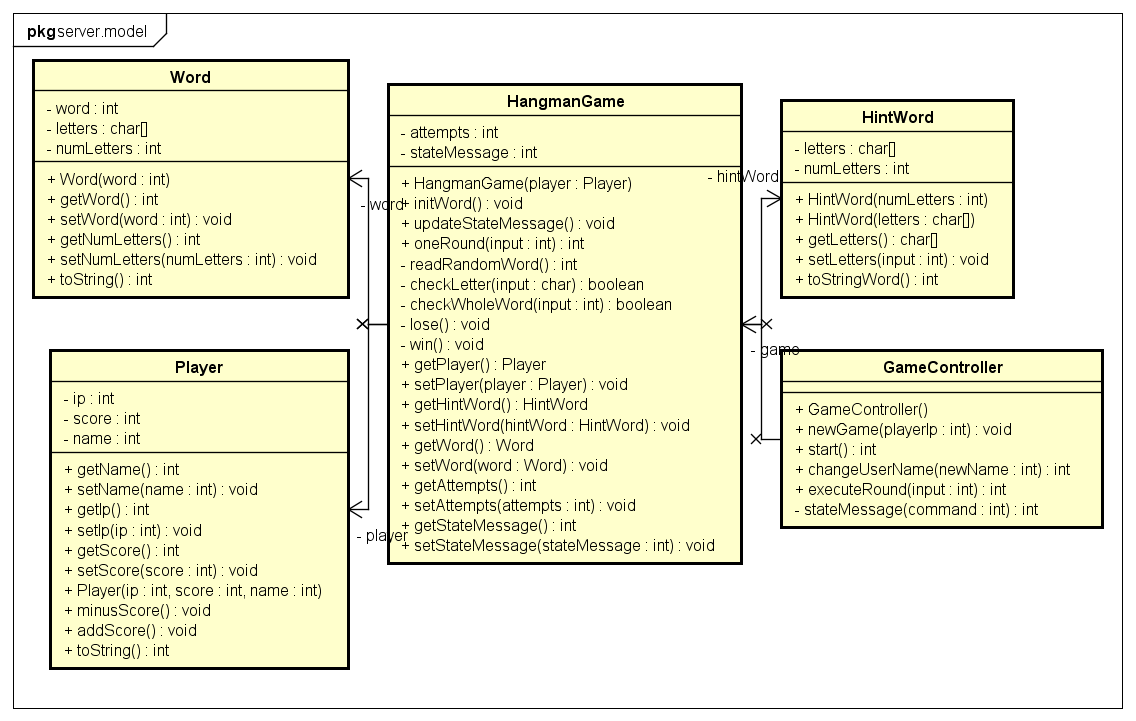 pkg server.model
Word
- word : int
- letters : char[]
- numLetters : int
+ Word(word : int)
+ getWord() : int
+ setWord(word : int) : void
+ getNumLetters() : int
+ setNumLetters(numLetters : int) : void
+ toString() : int
- word
Player
- ip : int
- score : int
- name : int
+ getName() : int
+ setName(name : int) : void
+ getIp() : int
+ setIp(ip : int) : void
+ getScore() : int
+ setScore(score : int) : void
+ Player(ip : int, score : int, name : int)
+ minusScore() : void
+ addScore() : void
+ toString() : int
- player
HangmanGame
- attempts : int
- stateMessage : int
+ HangmanGame(player : Player)
+ initWord() : void
+ updateStateMessage() : void
+ oneRound(input : int) : int
- readRandomWord() : int
- checkLetter(input : char) : boolean
- checkWholeWord(input : int) : boolean
- lose() : void
- win() : void
+ getPlayer() : Player
+ setPlayer(player : Player) : void
+ getHintWord() : HintWord
+ setHintWord(hintWord : HintWord) : void
+ getWord() : Word
+ setWord(word : Word) : void
+ getAttempts() : int
+ setAttempts(attempts : int) : void
+ getStateMessage() : int
+ setStateMessage(stateMessage : int) : void
- hintWord
HintWord
- letters : char[]
- numLetters : int
+ HintWord(numLetters : int)
+ HintWord(letters : char[])
+ getLetters() : char[]
+ setLetters(input : int) : void
+ toStringWord() : int
- game
GameController
+ GameController()
+ newGame(playerIp : int) : void
+ start() : int
+ changeUserName(newName : int) : int
+ executeRound(input : int) : int
- stateMessage(command : int) : int